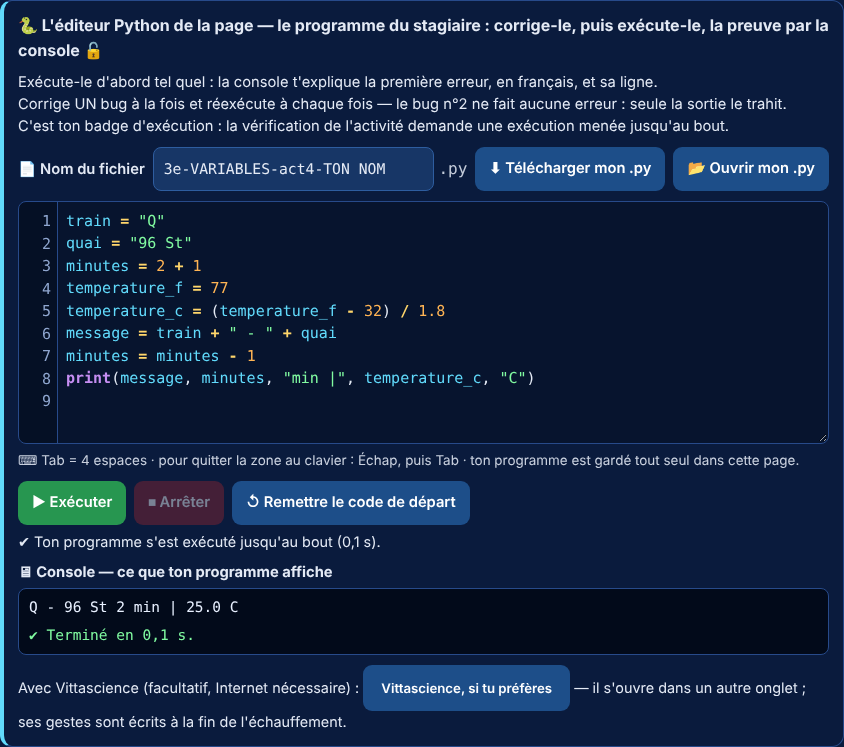 🐍 L'éditeur Python de la page — le programme du stagiaire : corrige-le, puis exécute-le, la preuve par la
console 🔓
Exécute-le d'abord tel quel : la console t'explique la première erreur, en français, et sa ligne.
Corrige UN bug à la fois et réexécute à chaque fois — le bug n°2 ne fait aucune erreur : seule la sortie le trahit.
C'est ton badge d'exécution : la vérification de l'activité demande une exécution menée jusqu'au bout.
📄 Nom du fichier 3e-VARIABLES-act4-TON NOM .py ⬇ Télécharger mon .py 📂 Ouvrir mon .py
1 train = "Q"
2 quai = "96 St"
3 minutes = 2 + 1
4 temperature_f = 77
5 temperature_c = (temperature_f - 32) / 1.8
6 message = train + " - " + quai
7 minutes = minutes - 1
8 print(message, minutes, "min |", temperature_c, "C")
9
⌨ Tab = 4 espaces · pour quitter la zone au clavier : Échap, puis Tab · ton programme est gardé tout seul dans cette page.
▶ Exécuter ■ Arrêter ↺ Remettre le code de départ
✔ Ton programme s'est exécuté jusqu'au bout (0,1 s).
🖥 Console — ce que ton programme affiche
Q - 96 St 2 min | 25.0 C
✔ Terminé en 0,1 s.
Avec Vittascience (facultatif, Internet nécessaire) : Vittascience, si tu préfères — il s'ouvre dans un autre onglet ;
ses gestes sont écrits à la fin de l'échauffement.